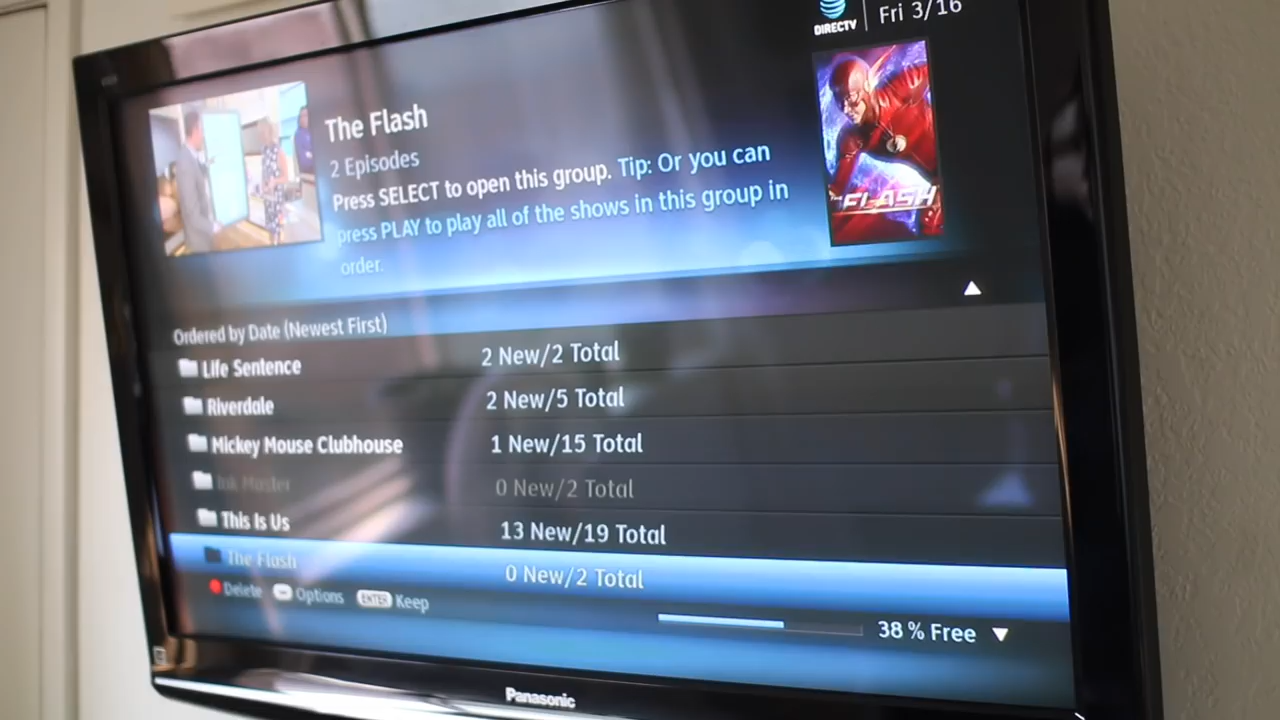 DIRECTV
Fri 3/16
The Flash
2 Episodes
Press SELECT to open this group. Tip: Or you can
press PLAY to play all of the shows in this group in
order.
THE FLASH
Ordered by Date (Newest First)
Life Sentence 2 New/2 Total
Riverdale 2 New/5 Total
Mickey Mouse Clubhouse 1 New/15 Total
Ink Master 0 New/2 Total
This Is Us 13 New/19 Total
The Flash 0 New/2 Total
Delete Options ENTER Keep
38 % Free
Panasonic